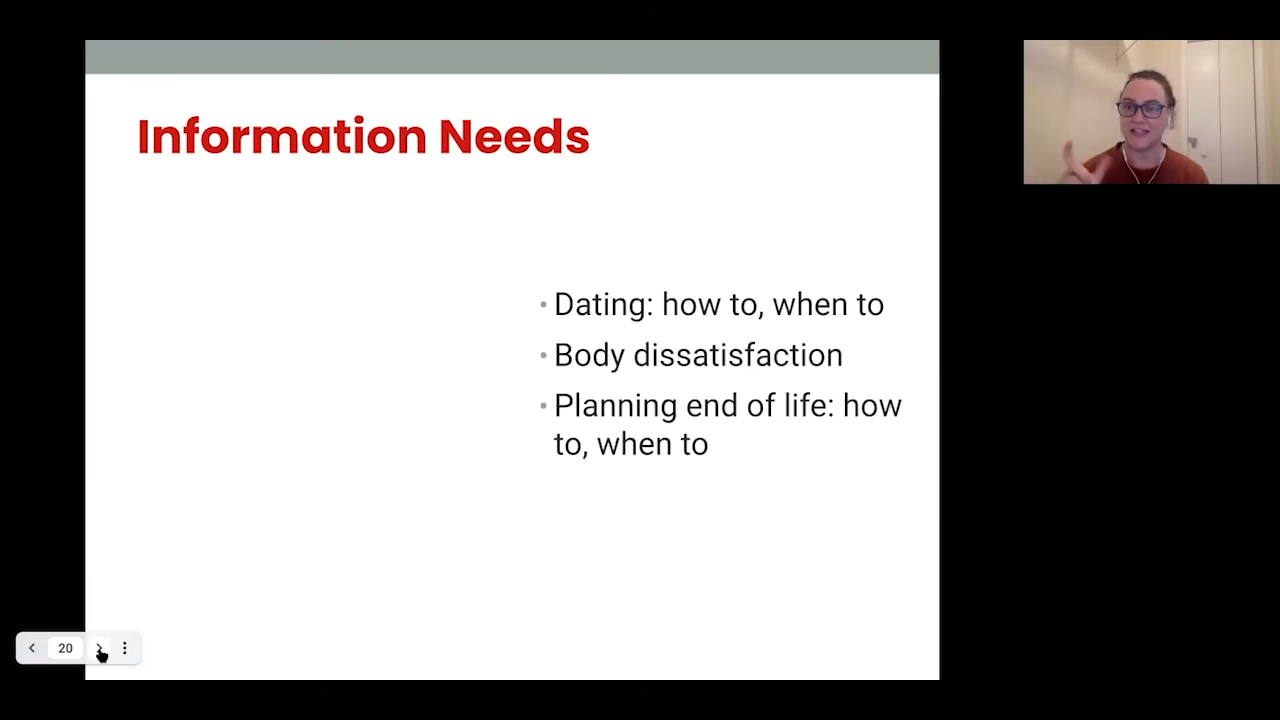 Information Needs
• Dating: how to, when to
• Body dissatisfaction
• Planning end of life: how
to, when to
20